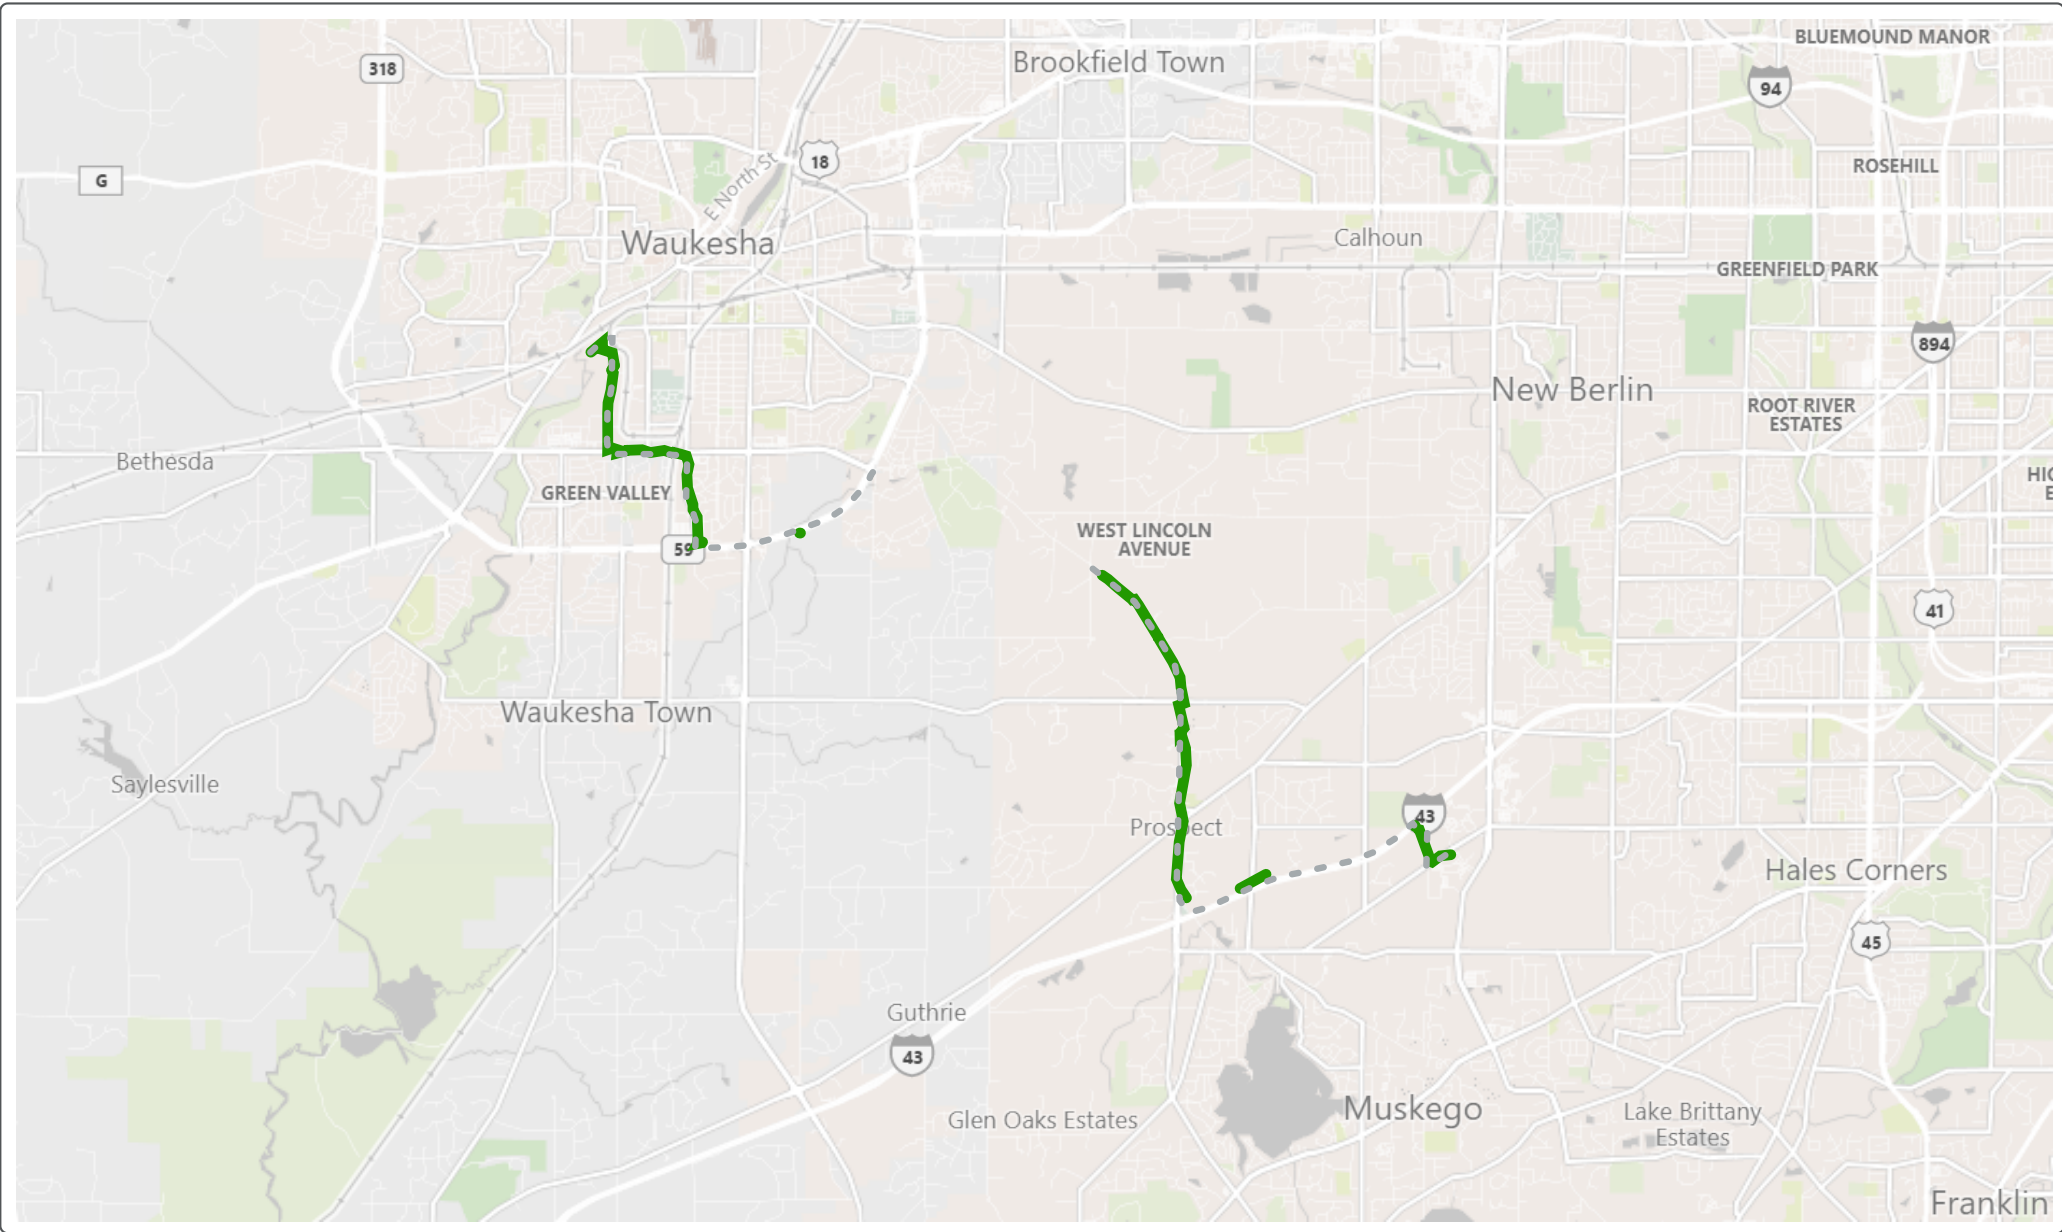 BLUEMOUND MANOR
Brookfield Town
318
94
18
ROSEHILL
G
E North St
Waukesha
Calhoun
GREENFIELD PARK
894
New Berlin
ROOT RIVER
ESTATES
Bethesda
HIG
E
GREEN VALLEY
WEST LINCOLN
AVENUE
59
41
Waukesha Town
Saylesville
43
Prospect
Hales Corners
45
Guthrie
43
Muskego
Glen Oaks Estates
Lake Brittany
Estates
Franklin